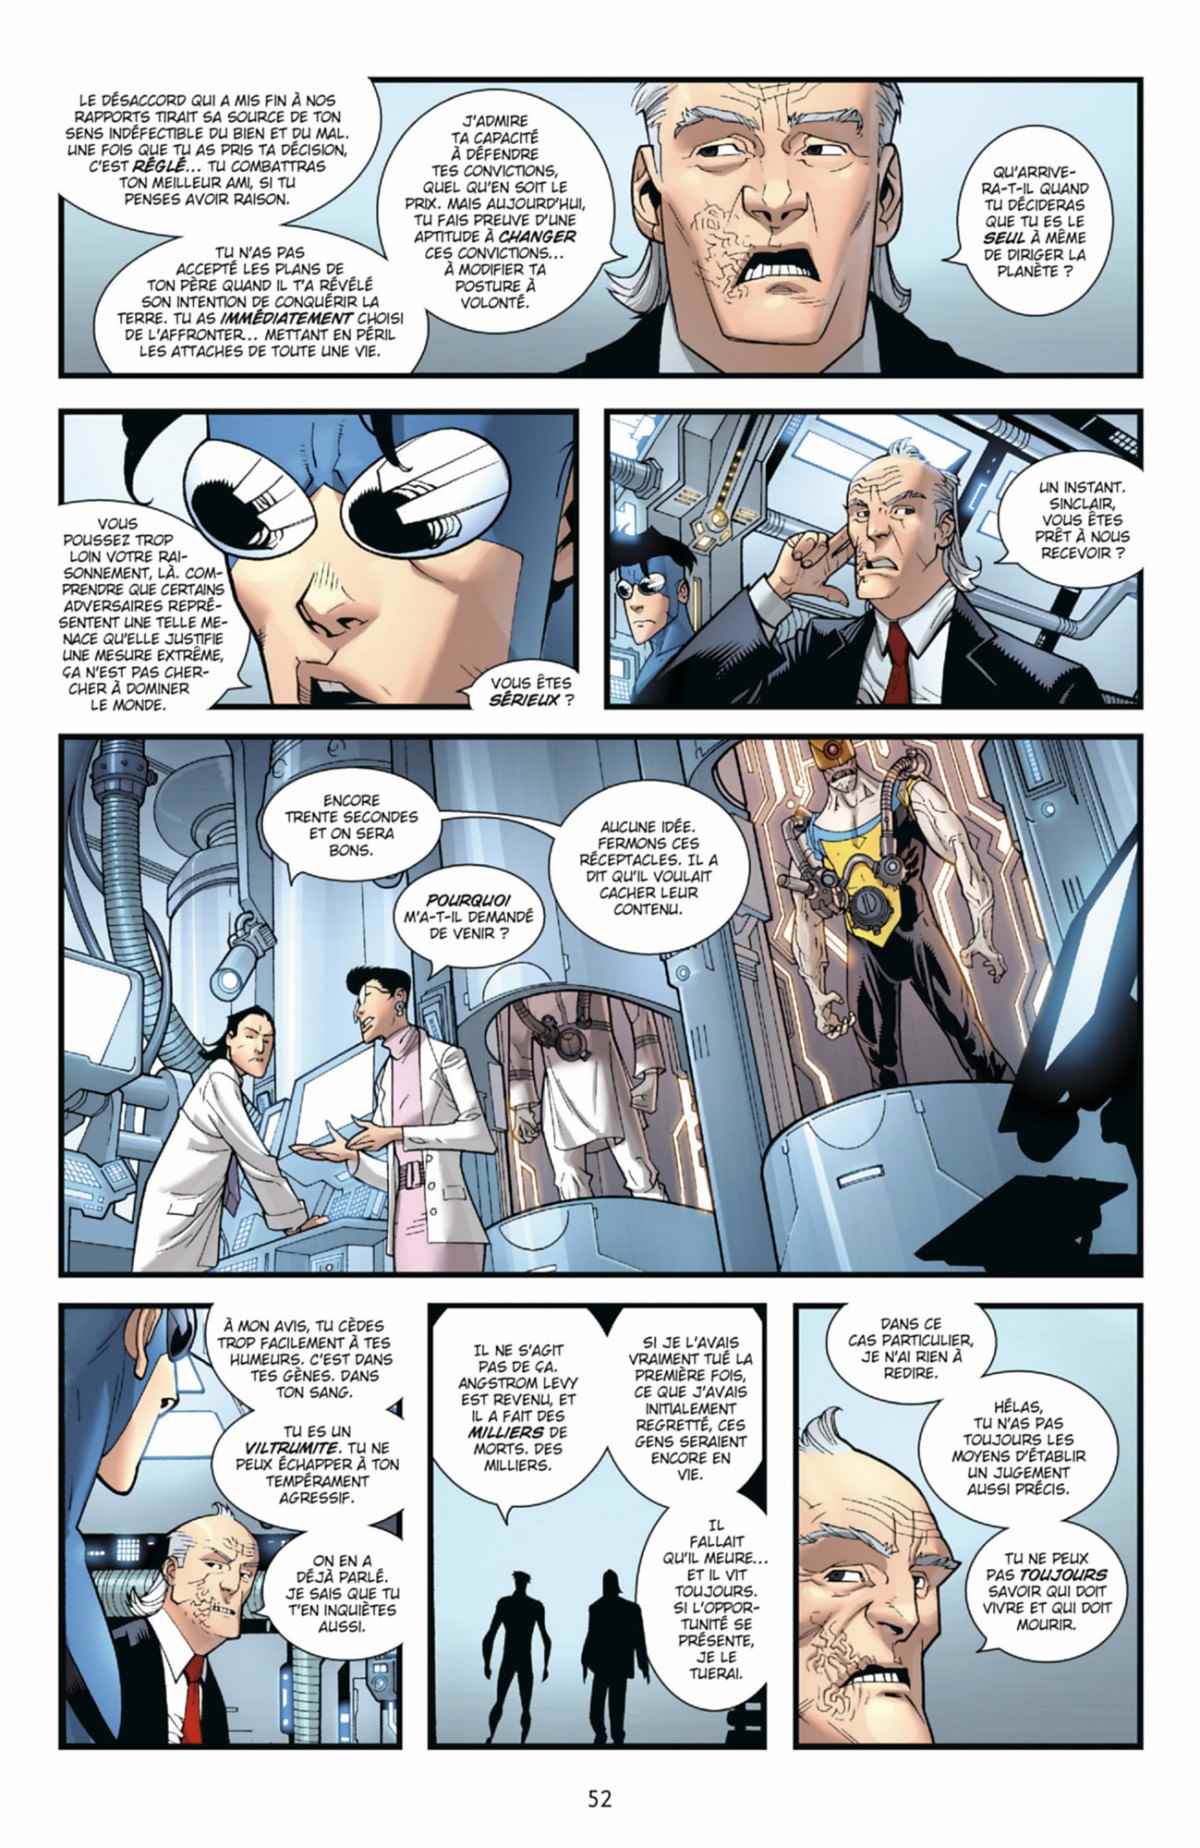 LE DÉSACCORD QUI A MIS FIN À NOS
RAPPORTS TIRAIT SA SOURCE DE TON
SENS INDÉFECTIBLE DU BIEN ET DU MAL.
UNE FOIS QUE TU AS PRIS TA DÉCISION,
C'EST RÉGLÉ... TU COMBATTRAS
TON MEILLEUR AMI, SI TU
PENSES AVOIR RAISON.
TU N'AS PAS
ACCEPTÉ LES PLANS DE
TON PÈRE QUAND IL T'A RÉVÉLÉ
SON INTENTION DE CONQUÉRIR LA
TERRE. TU AS IMMÉDIATEMENT CHOISI
DE L'AFFRONTER... METTANT EN PÉRIL
LES ATTACHES DE TOUTE UNE VIE.
J'ADMIRE
TA CAPACITÉ
À DÉFENDRE
TES CONVICTIONS,
QUEL QU'EN SOIT LE
PRIX. MAIS AUJOURD'HUI,
TU FAIS PREUVE D'UNE
APTITUDE À CHANGER
CES CONVICTIONS...
À MODIFIER TA
POSTURE À
VOLONTÉ.
QU'ARRIVE-
RA-T-IL QUAND
TU DÉCIDERAS
QUE TU ES LE
SEUL À MÊME
DE DIRIGER LA
PLANÈTE ?
VOUS
POUSSEZ TROP
LOIN VOTRE RAI-
SONNEMENT, LÀ. COM-
PRENDRE QUE CERTAINS
ADVERSAIRES REPRÉ-
SENTENT UNE TELLE ME-
NACE QU'ELLE JUSTIFIE
UNE MESURE EXTRÊME,
ÇA N'EST PAS CHER-
CHER À DOMINER
LE MONDE.
VOUS ÊTES
SÉRIEUX ?
UN INSTANT.
SINCLAIR,
VOUS ÊTES
PRÊT À NOUS
RECEVOIR ?
ENCORE
TRENTE SECONDES
ET ON SERA
BONS.
POURQUOI
M'A-T-IL DEMANDÉ
DE VENIR ?
AUCUNE IDÉE.
FERMONS CES
RÉCEPTACLES. IL A
DIT QU'IL VOULAIT
CACHER LEUR
CONTENU.
À MON AVIS, TU CÈDES
TROP FACILEMENT À TES
HUMEURS. C'EST DANS
TES GÈNES. DANS
TON SANG.
TU ES UN
VILTRUMITE. TU NE
PEUX ÉCHAPPER À TON
TEMPÉRAMENT
AGRESSIF.
ON EN A
DÉJÀ PARLÉ.
JE SAIS QUE TU
T'EN INQUIÈTES
AUSSI.
IL NE S'AGIT
PAS DE ÇA.
ANGSTROM LEVY
EST REVENU, ET
IL A FAIT DES
MILLIERS DE
MORTS. DES
MILLIERS.
SI JE L'AVAIS
VRAIMENT TUÉ LA
PREMIÈRE FOIS,
CE QUE J'AVAIS
INITIALEMENT
REGRETTÉ, CES
GENS SERAIENT
ENCORE EN
VIE.
IL
FALLAIT
QU'IL MEURE...
ET IL VIT
TOUJOURS.
SI L'OPPOR-
TUNITÉ SE
PRÉSENTE,
JE LE
TUERAI.
DANS CE
CAS PARTICULIER,
JE N'AI RIEN À
REDIRE.
HÉLAS,
TU N'AS PAS
TOUJOURS LES
MOYENS D'ÉTABLIR
UN JUGEMENT
AUSSI PRÉCIS.
TU NE PEUX
PAS TOUJOURS
SAVOIR QUI DOIT
VIVRE ET QUI DOIT
MOURIR.
52